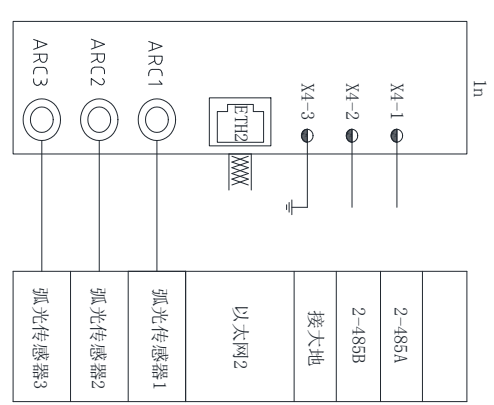 1n
X4-1
X4-2
X4-3
ETH2
ARC1
ARC2
ARC3
2-485A
2-485B
接大地
以太网2
弧光传感器1
弧光传感器2
弧光传感器3